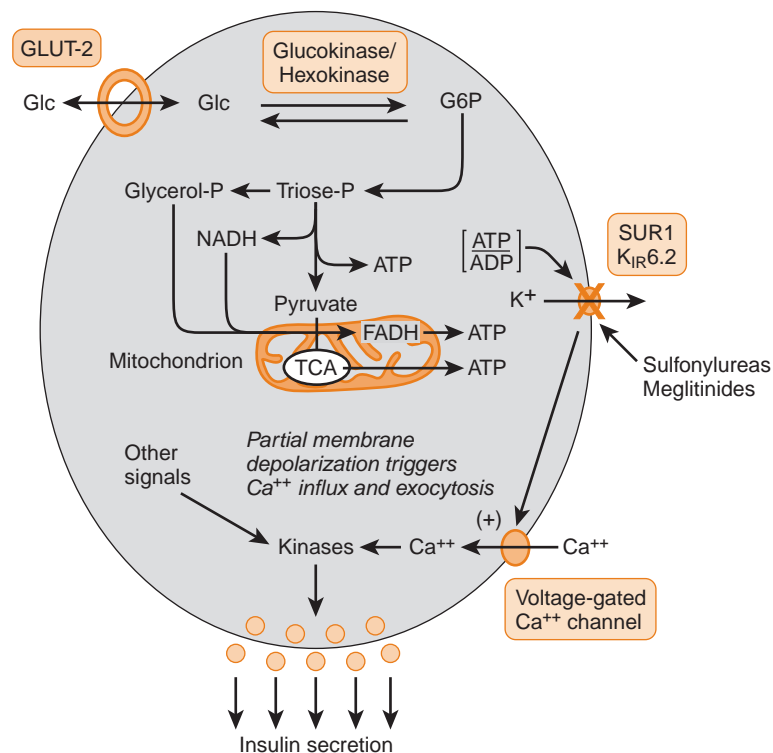 GLUT-2
Glucokinase/
Hexokinase
Glc
Glc
G6P
Glycerol-P
Triose-P
NADH
ATP
[ATP/ADP]
SUR1
K_IR6.2
K⁺
Pyruvate
FADH
ATP
Mitochondrion
TCA
ATP
Sulfonylureas
Meglitinides
Partial membrane
depolarization triggers
Ca⁺⁺ influx and exocytosis
Other
signals
(+)
Kinases
Ca⁺⁺
Ca⁺⁺
Voltage-gated
Ca⁺⁺ channel
Insulin secretion